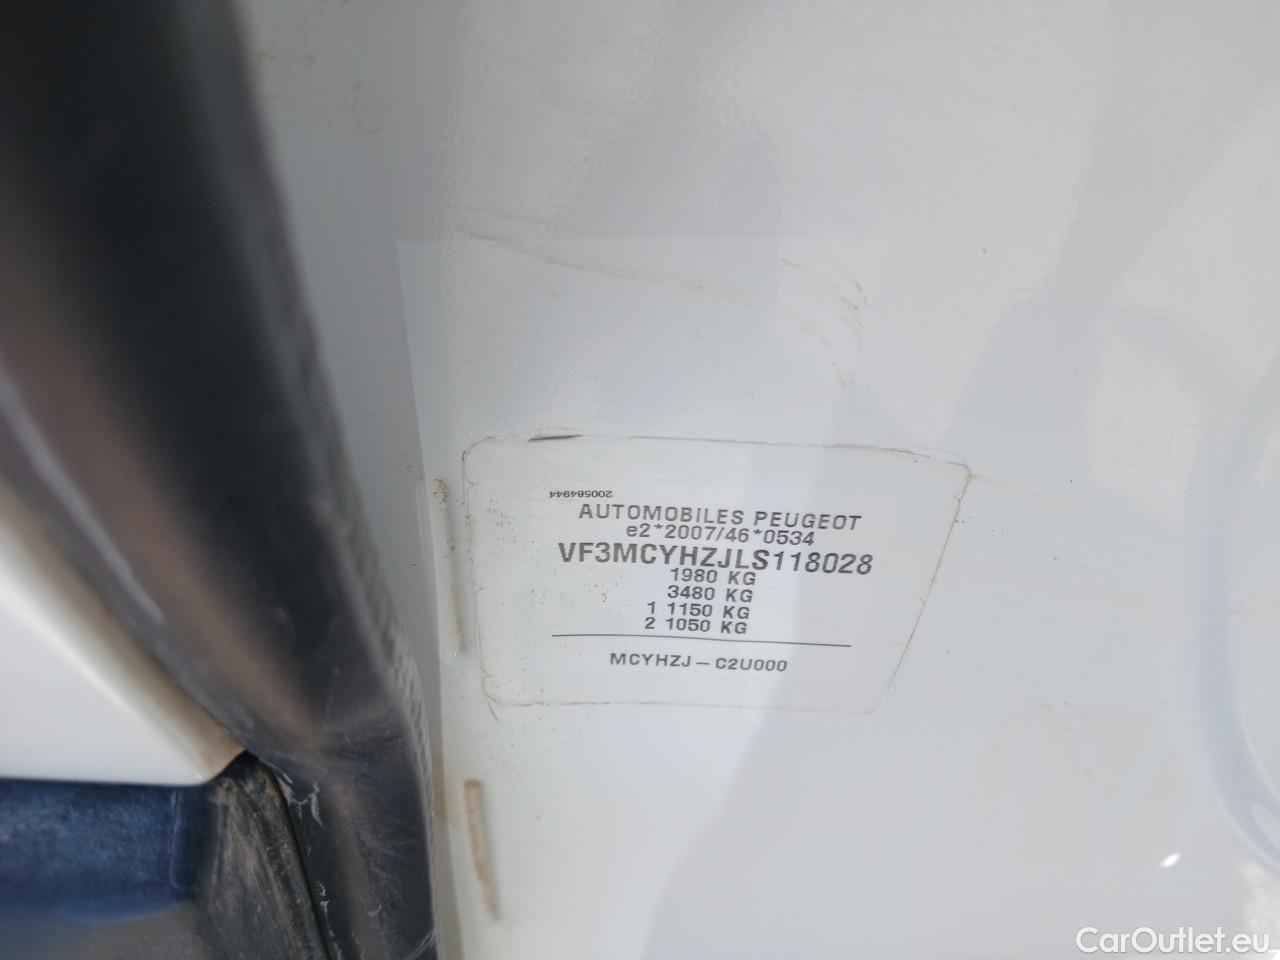 200584944
AUTOMOBILES PEUGEOT
e2*2007/46*0534
VF3MCYHZJLS118028
1980 KG
3480 KG
1 1150 KG
2 1050 KG
MCYHZJ – C2U000
CarOutlet.eu